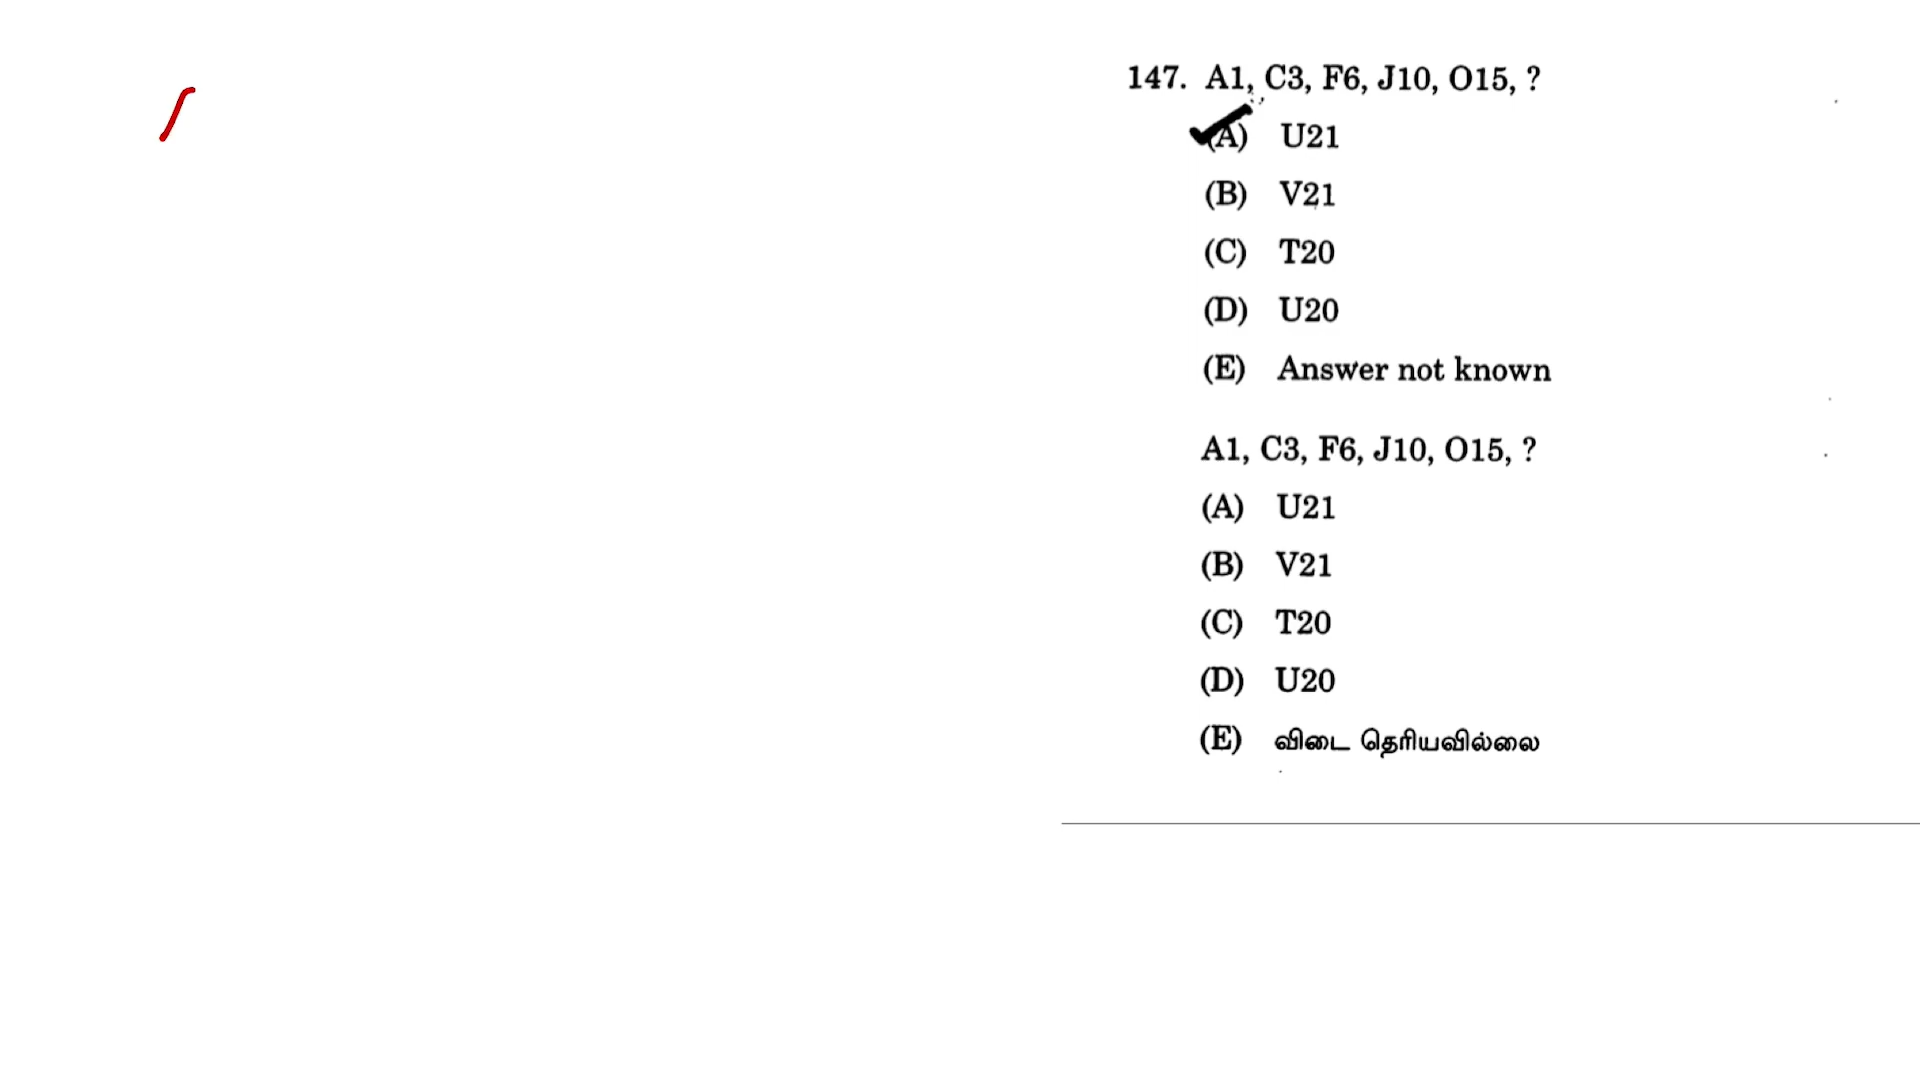 147. A1, C3, F6, J10, O15, ?
(A) U21
(B) V21
(C) T20
(D) U20
(E) Answer not known
A1, C3, F6, J10, O15, ?
(A) U21
(B) V21
(C) T20
(D) U20
(E) விடை தெரியவில்லை